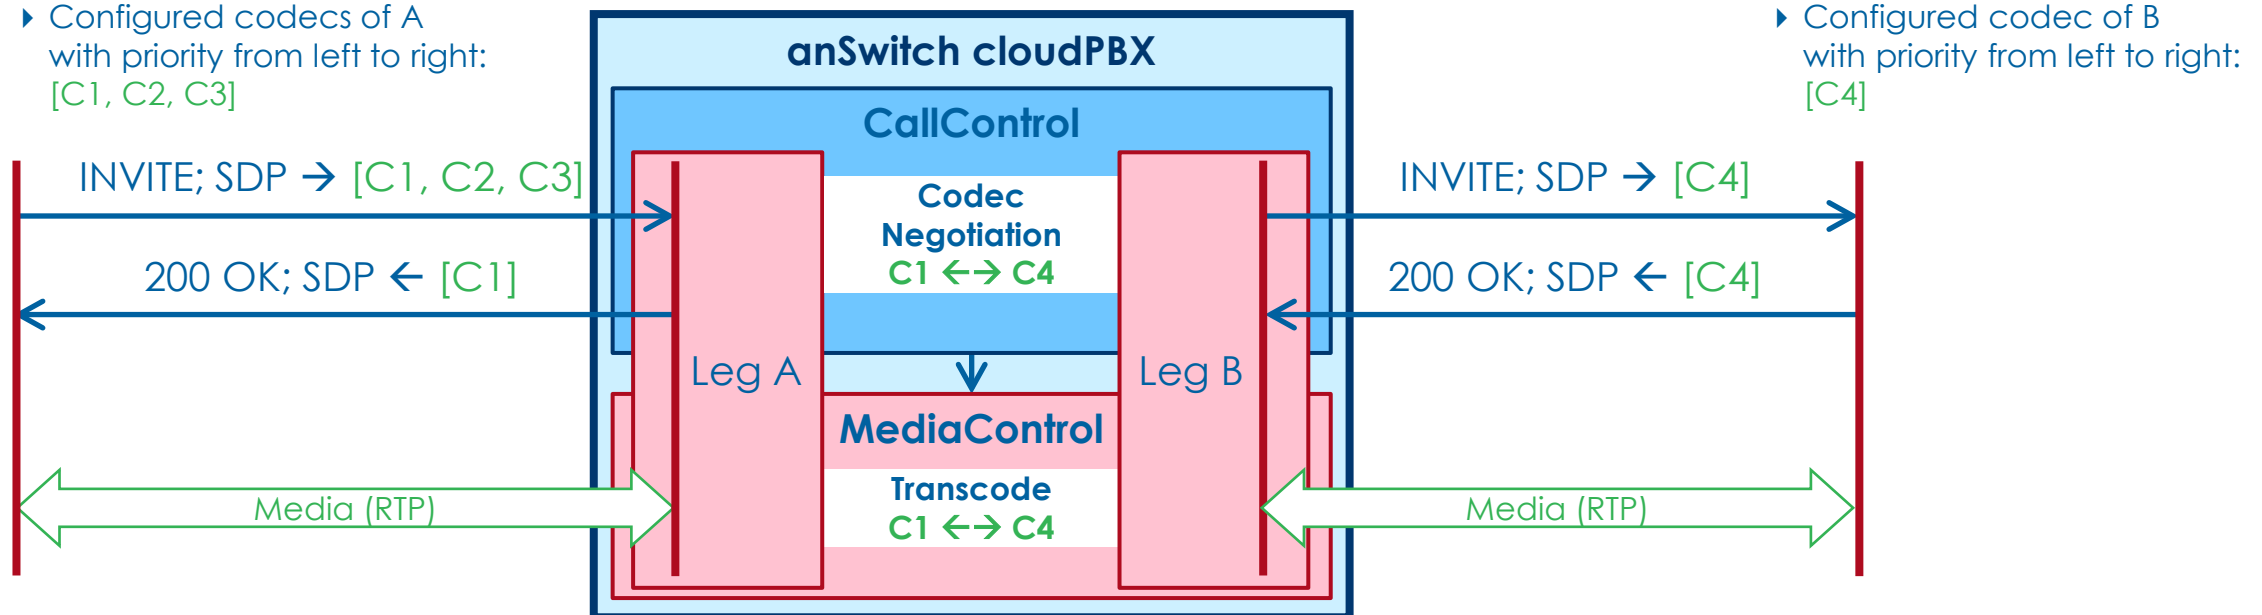 Configured codecs of A
with priority from left to right:
[C1, C2, C3]
Configured codec of B
with priority from left to right:
[C4]
anSwitch cloudPBX
CallControl
INVITE; SDP → [C1, C2, C3]
INVITE; SDP → [C4]
Codec
Negotiation
C1 ←→ C4
200 OK; SDP ← [C1]
200 OK; SDP ← [C4]
Leg A
Leg B
MediaControl
Transcode
C1 ←→ C4
Media (RTP)
Media (RTP)